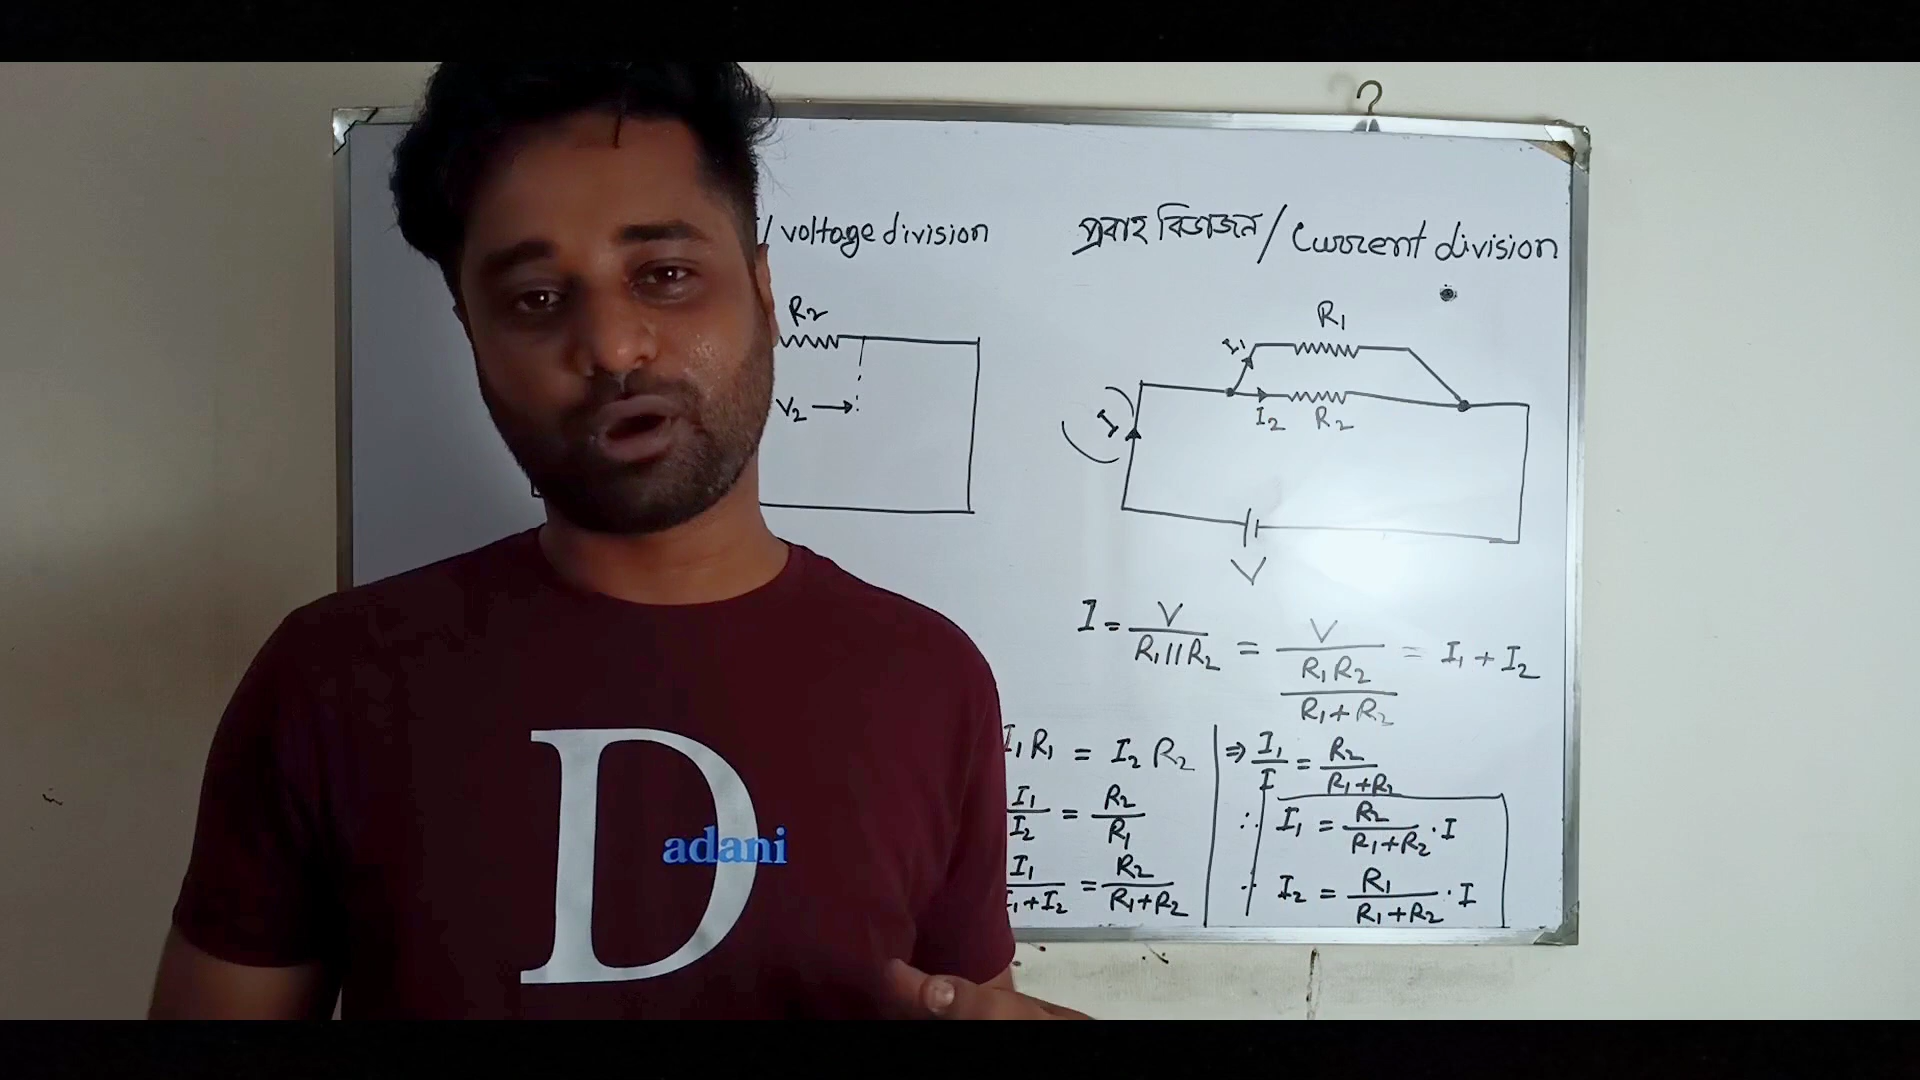 / voltage division
প্রবাহ বিভাজন / Current division
R₂
V₂
R₁
I₁
I
I₂ R₂
V
I = V / R₁||R₂ = V / (R₁R₂ / R₁+R₂) = I₁ + I₂
I₁R₁ = I₂R₂
I₁/I₂ = R₂/R₁
I₁/I₁+I₂ = R₂/R₁+R₂
⇒ I₁/I = R₂/R₁+R₂
∴ I₁ = R₂/R₁+R₂ · I
∴ I₂ = R₁/R₁+R₂ · I
D
adani